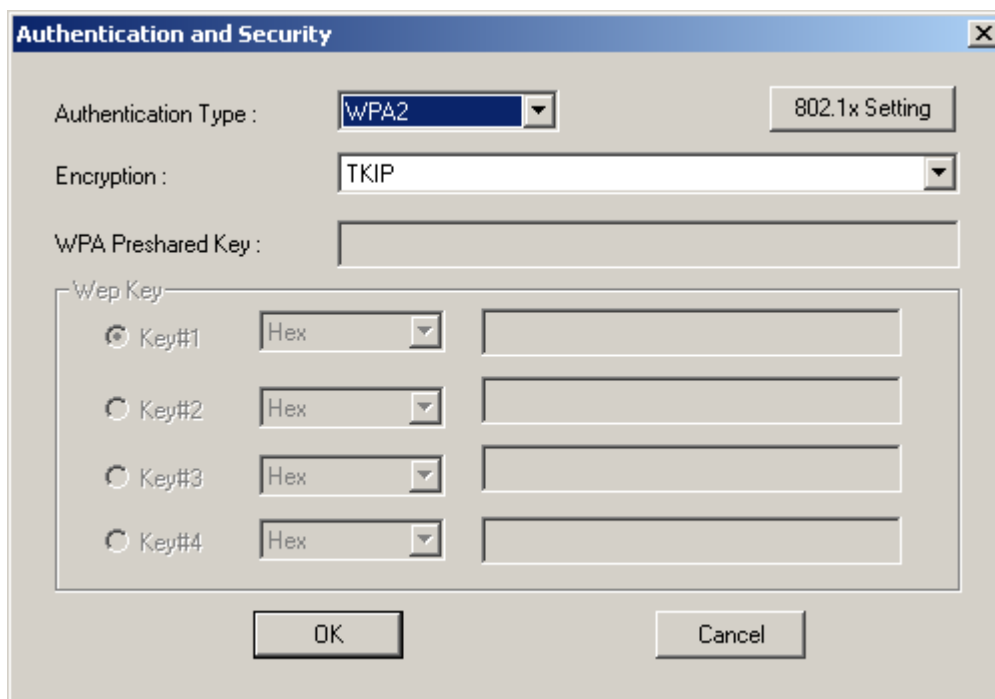 Authentication and Security
Authentication Type : WPA2 802.1x Setting
Encryption : TKIP
WPA Preshared Key :
Wep Key
Key#1 Hex
Key#2 Hex
Key#3 Hex
Key#4 Hex
OK Cancel